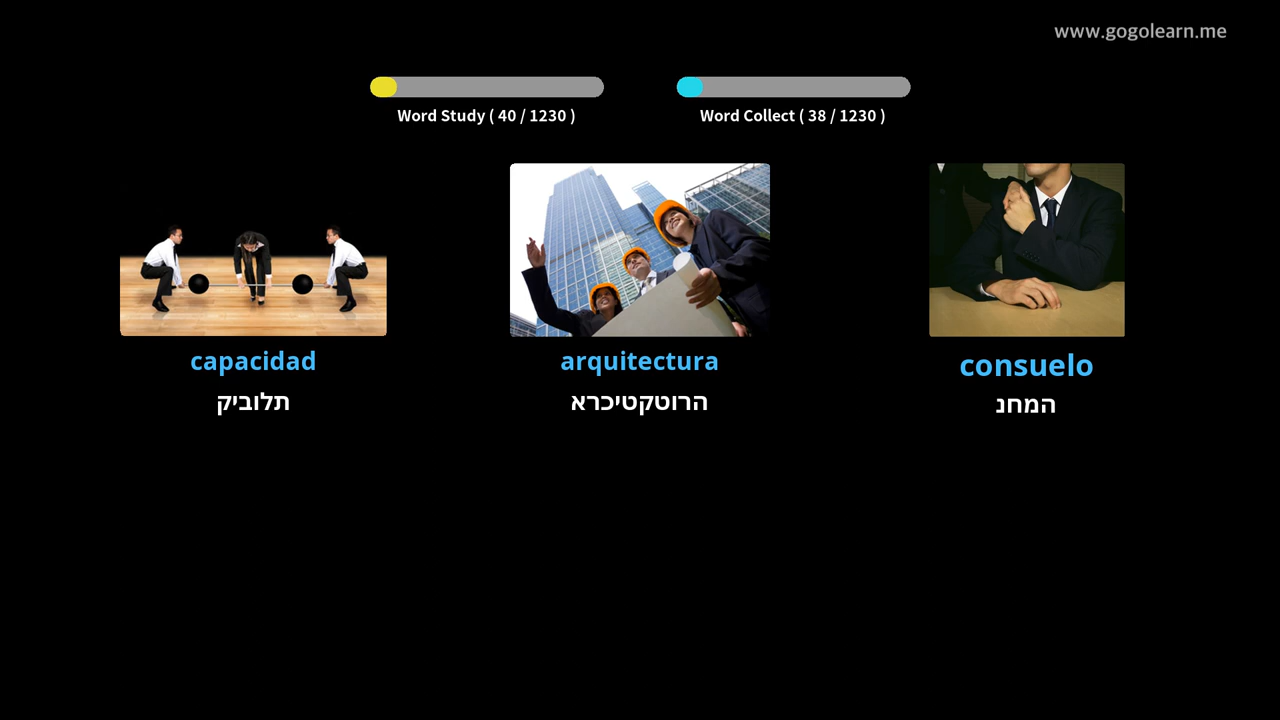 www.gogolearn.me
Word Study ( 40 / 1230 )
Word Collect ( 38 / 1230 )
capacidad
תלוביק
arquitectura
הרוטקטיכרא
consuelo
המחנ